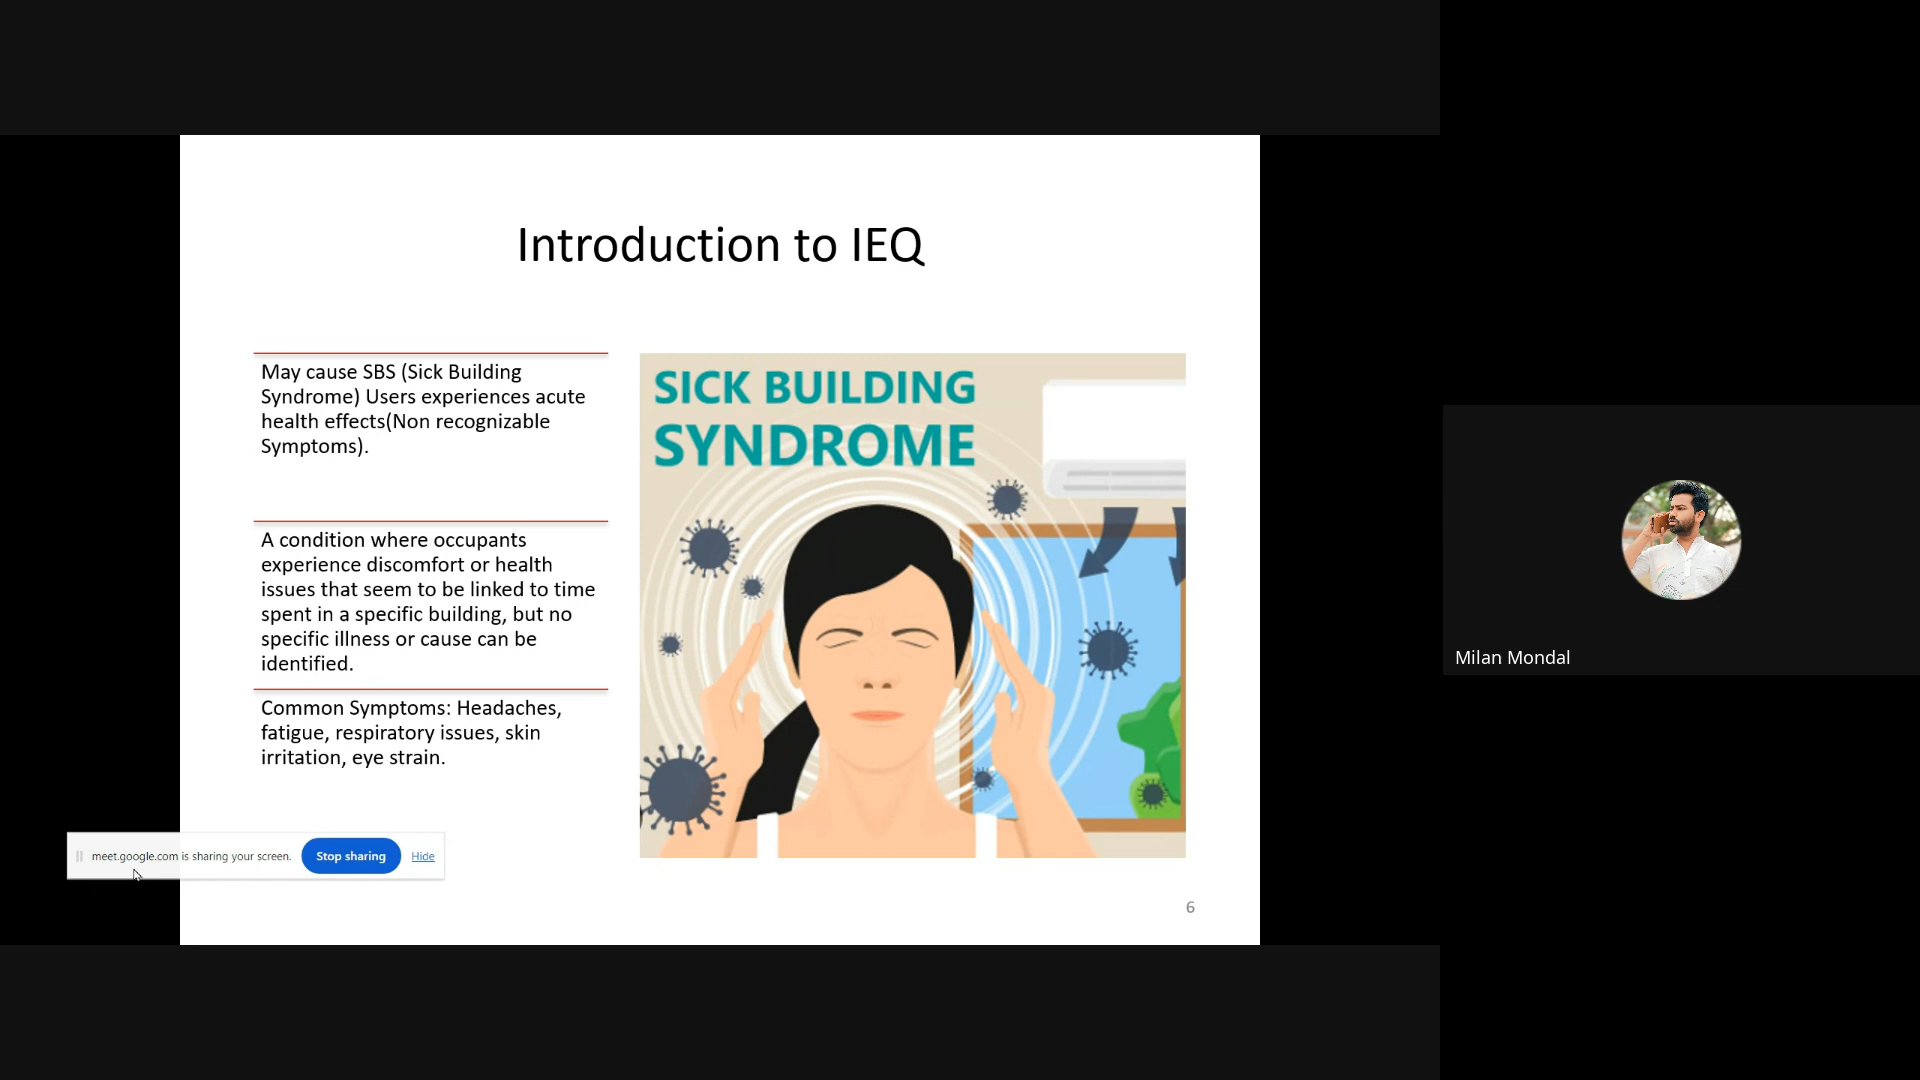 Introduction to IEQ
May cause SBS (Sick Building
Syndrome) Users experiences acute
health effects(Non recognizable
Symptoms).
A condition where occupants
experience discomfort or health
issues that seem to be linked to time
spent in a specific building, but no
specific illness or cause can be
identified.
Common Symptoms: Headaches,
fatigue, respiratory issues, skin
irritation, eye strain.
SICK BUILDING
SYNDROME
meet.google.com is sharing your screen. Stop sharing Hide
6
Milan Mondal